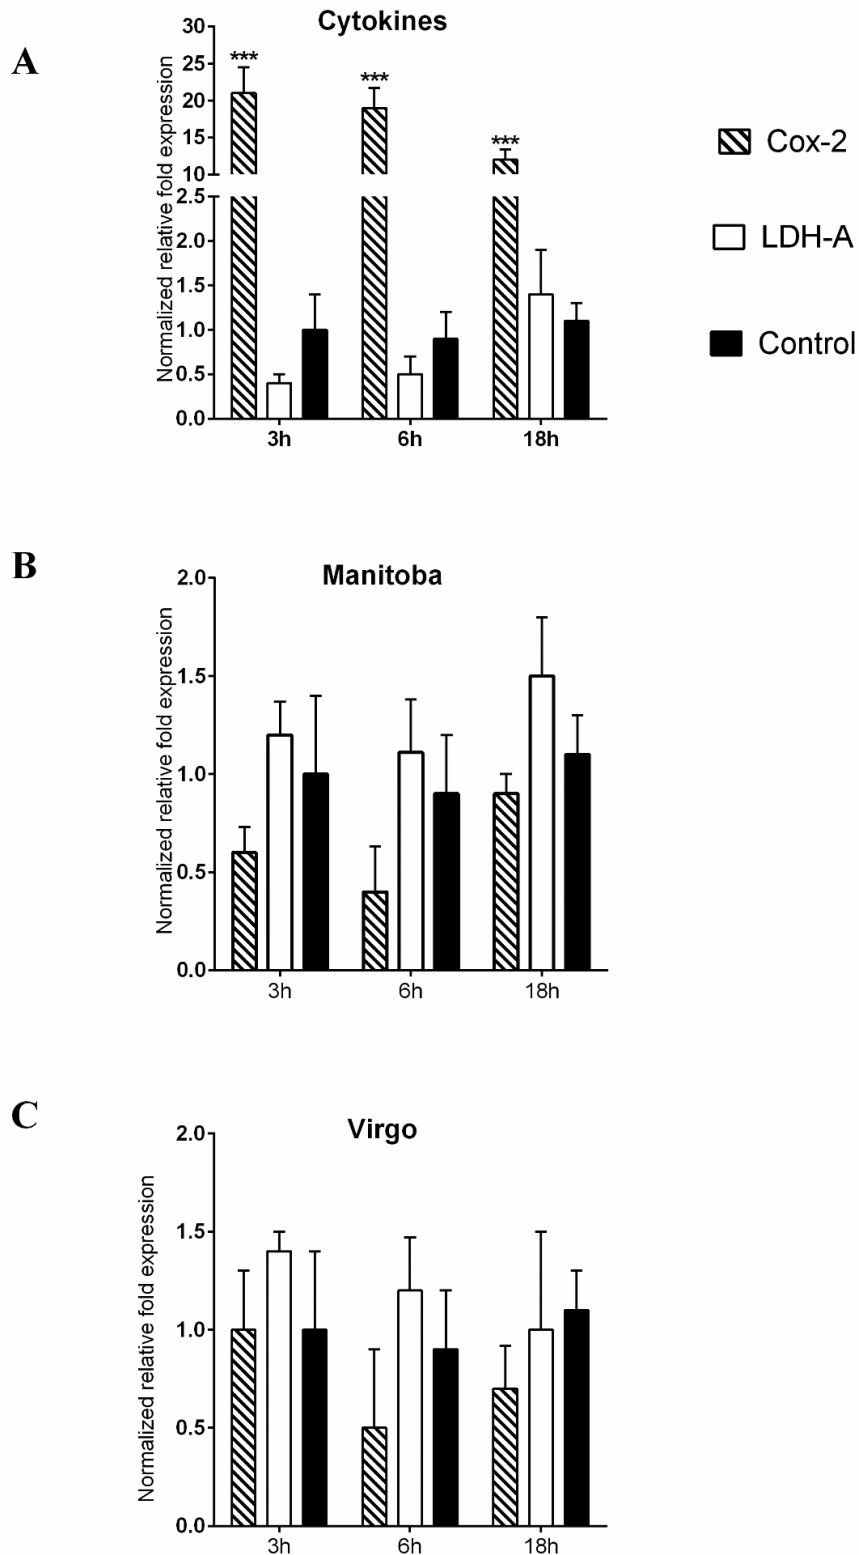 A
Cytokines
Normalized relative fold expression
30
25
20
15
10
2.5
2.0
1.5
1.0
0.5
0.0
***
***
***
3h 6h 18h
Cox-2
LDH-A
Control
B
Manitoba
Normalized relative fold expression
2.0
1.5
1.0
0.5
0.0
3h 6h 18h
C
Virgo
Normalized relative fold expression
2.0
1.5
1.0
0.5
0.0
3h 6h 18h